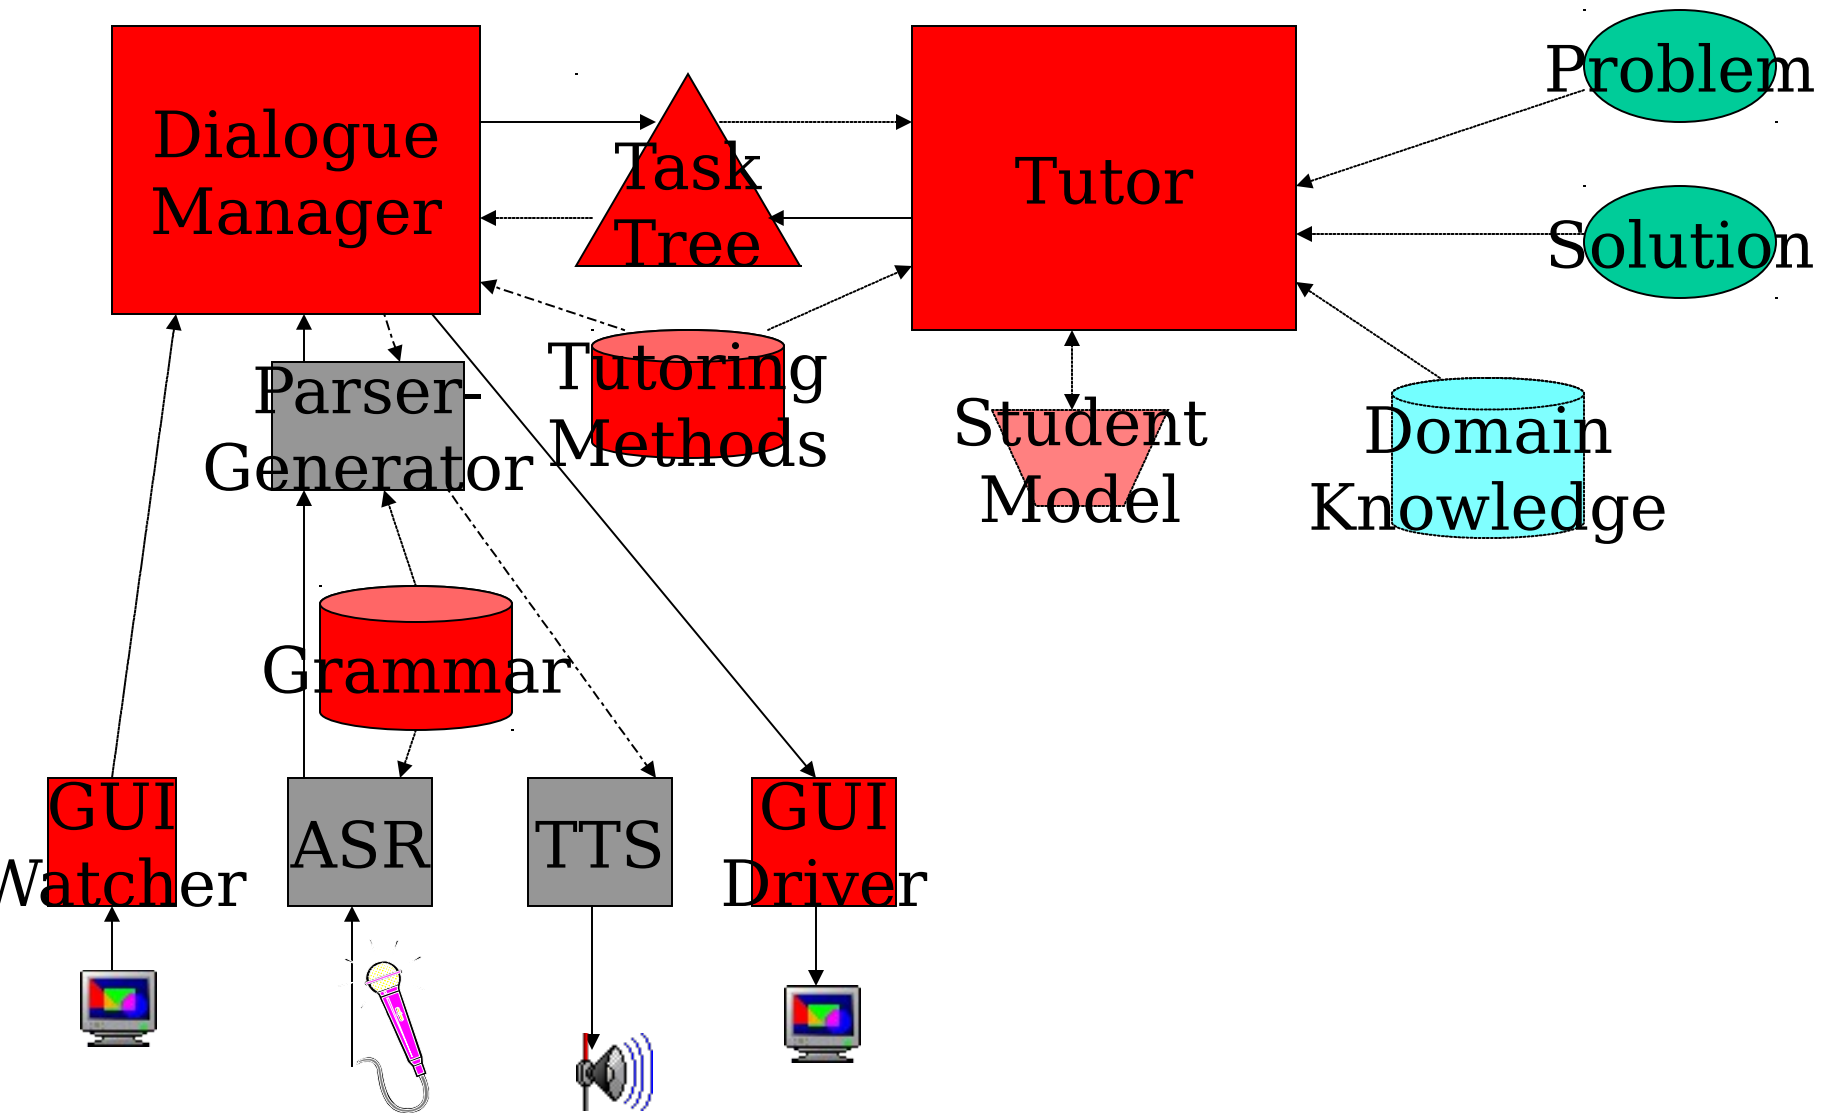 Dialogue
Manager
Task
Tree
Tutor
Problem
Solution
Parser-
Generator
Tutoring
Methods
Student
Model
Domain
Knowledge
Grammar
GUI
Watcher
ASR
TTS
GUI
Driver